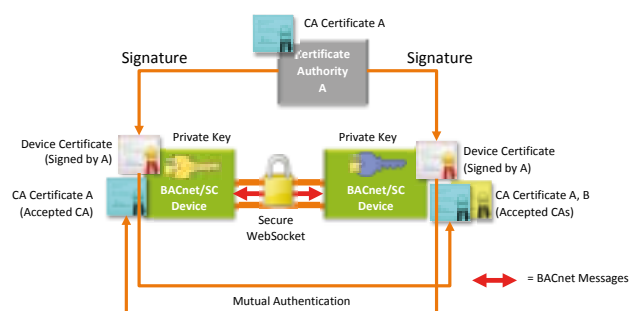 CA Certificate A
Signature
Signature
Certificate
Authority
A
Device Certificate
(Signed by A)
Private Key
Private Key
Device Certificate
(Signed by A)
CA Certificate A
(Accepted CA)
BACnet/SC
Device
Secure
WebSocket
BACnet/SC
Device
CA Certificate A, B
(Accepted CAs)
= BACnet Messages
Mutual Authentication